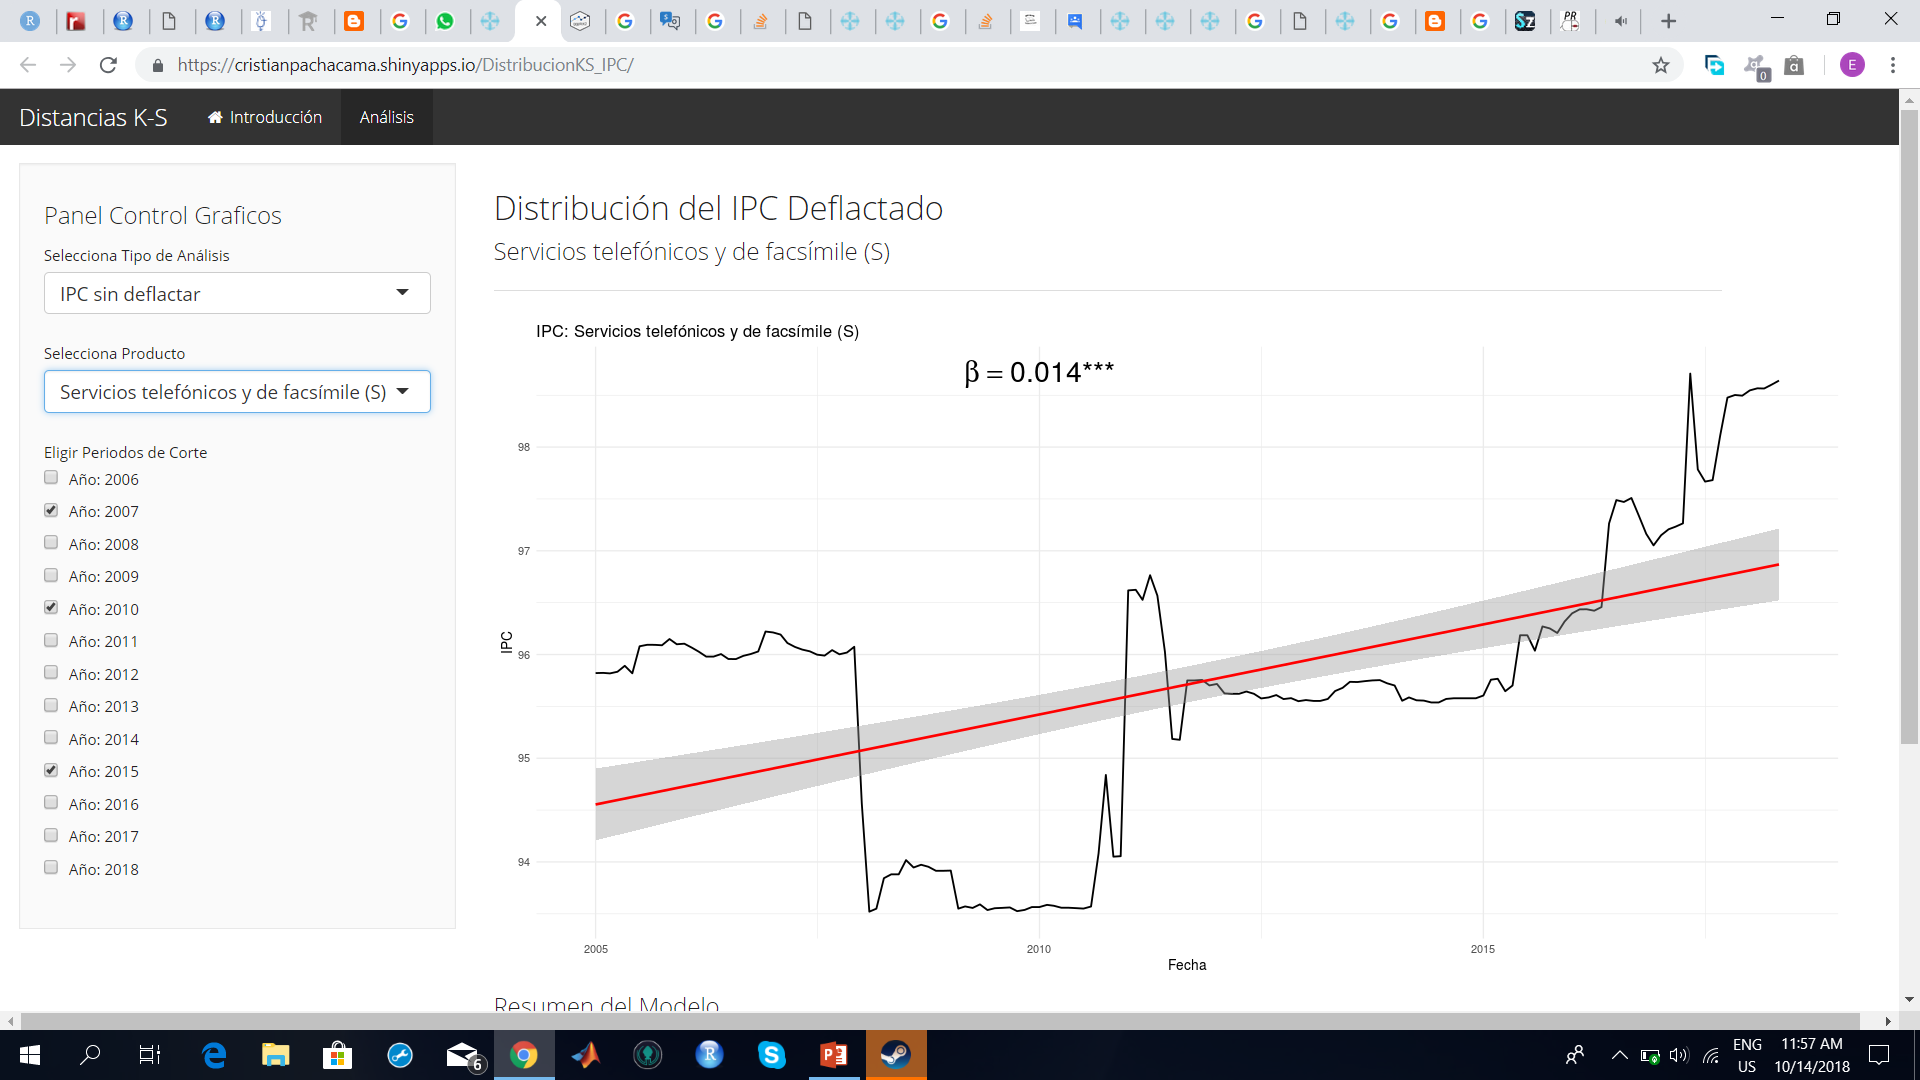 https://cristianpachacama.shinyapps.io/DistribucionKS_IPC/
0
E
Distancias K-S
Introducción
Análisis
Panel Control Graficos
Selecciona Tipo de Análisis
IPC sin deflactar
Selecciona Producto
Servicios telefónicos y de facsímile (S)
Eligir Periodos de Corte
Año: 2006
Año: 2007
Año: 2008
Año: 2009
Año: 2010
Año: 2011
Año: 2012
Año: 2013
Año: 2014
Año: 2015
Año: 2016
Año: 2017
Año: 2018
Distribución del IPC Deflactado
Servicios telefónicos y de facsímile (S)
IPC: Servicios telefónicos y de facsímile (S)
β = 0.014***
98
97
96
95
94
IPC
2005
2010
2015
Fecha
Resumen del Modelo
6
ENG
US
11:57 AM
10/14/2018